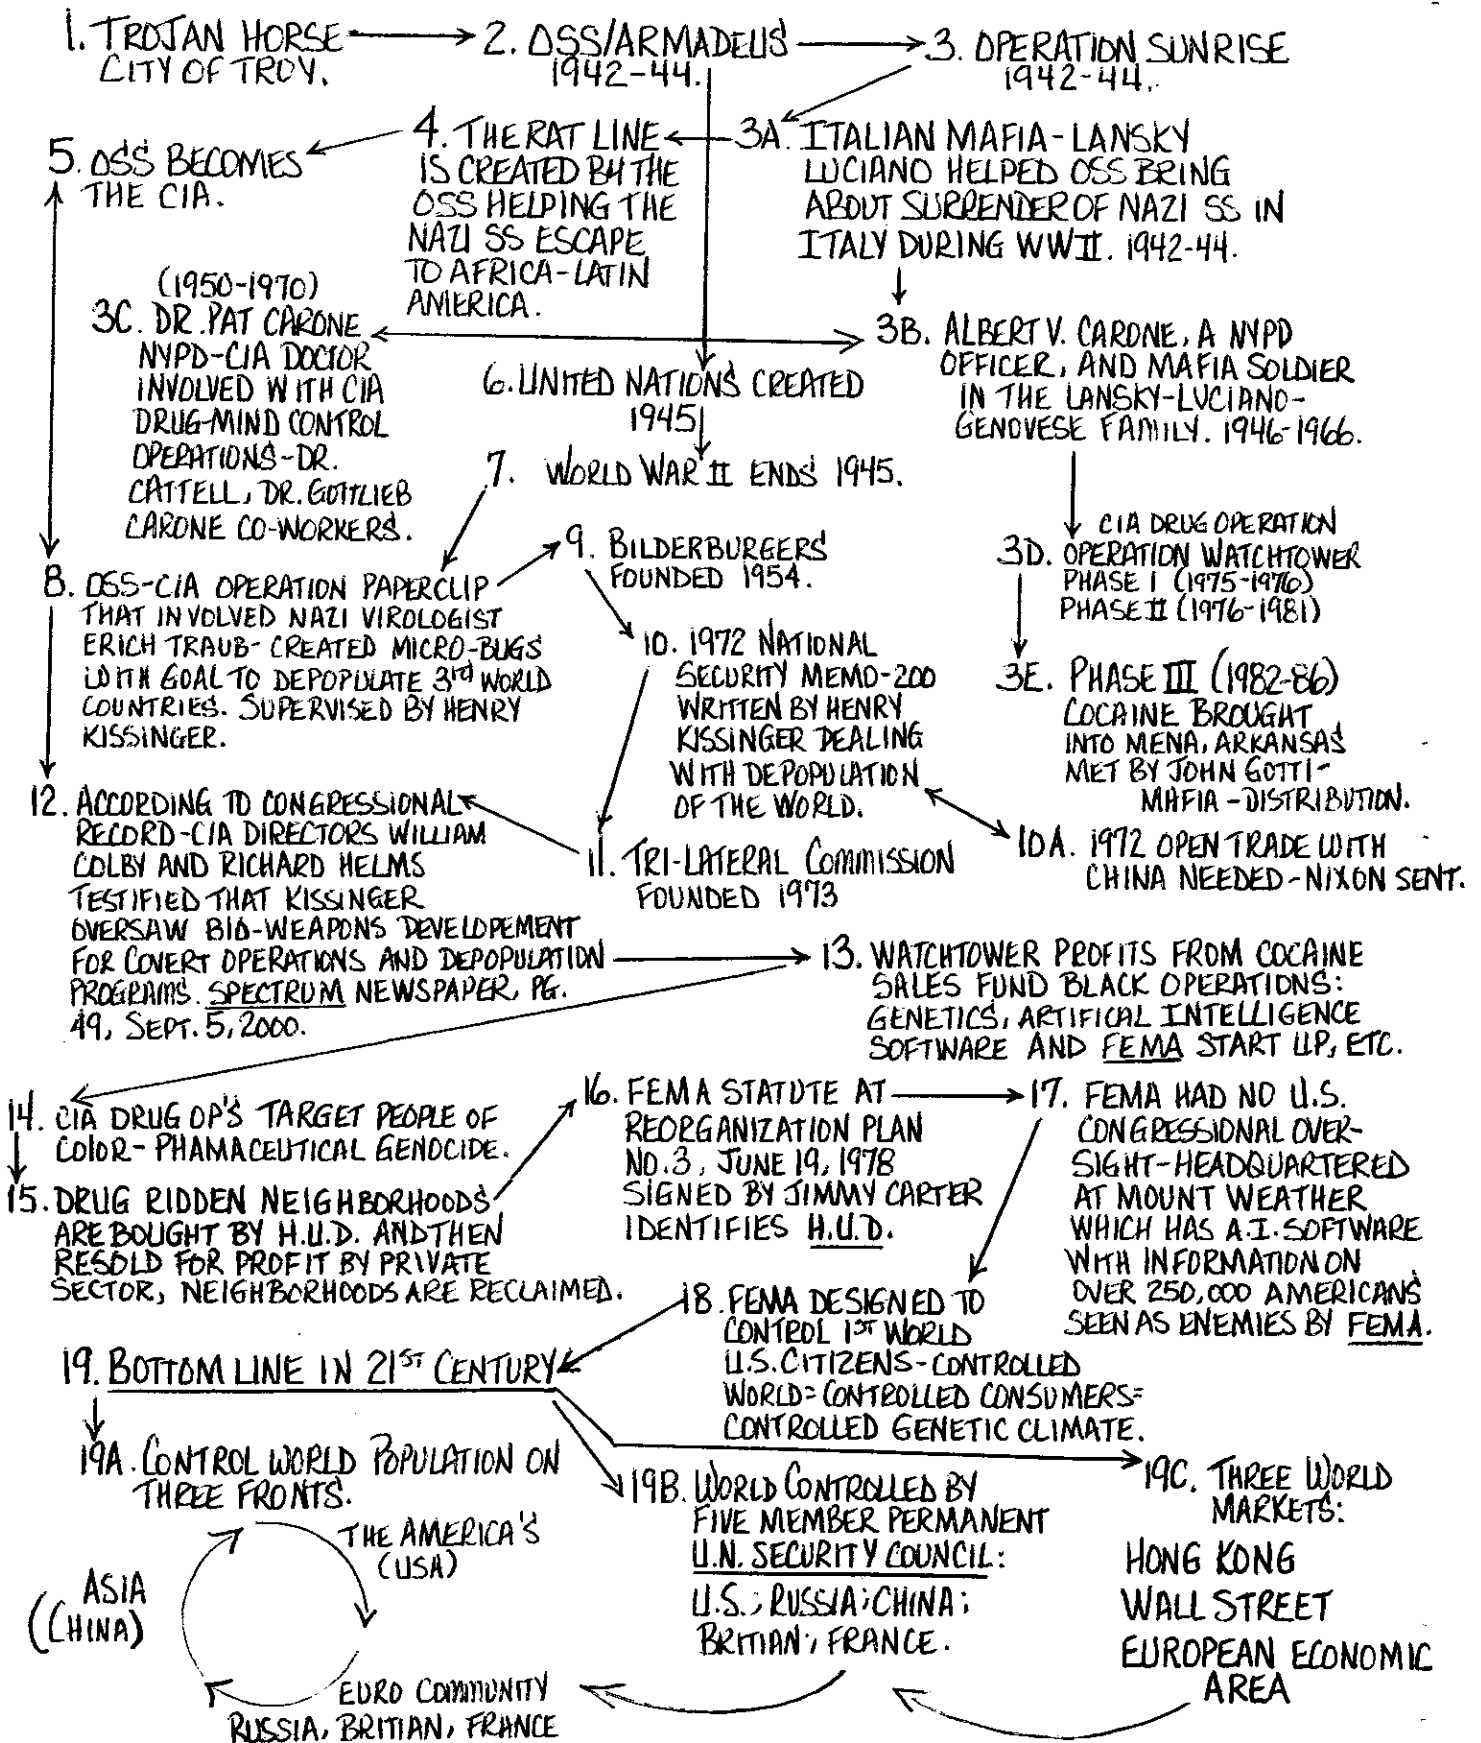 1. TROJAN HORSE
CITY OF TROY.
2. OSS/ARMADEUS
1942-44.
3. OPERATION SUNRISE
1942-44.
3A. ITALIAN MAFIA-LANSKY
LUCIANO HELPED OSS BRING
ABOUT SURRENDER OF NAZI SS IN
ITALY DURING WWII. 1942-44.
4. THE RAT LINE
IS CREATED BY THE
OSS HELPING THE
NAZI SS ESCAPE
TO AFRICA-LATIN
AMERICA.
5. OSS BECOMES
THE CIA.
(1950-1970)
3C. DR. PAT CARONE
NYPD-CIA DOCTOR
INVOLVED WITH CIA
DRUG-MIND CONTROL
OPERATIONS-DR.
CATTELL, DR. GOTTLIEB
CARONE CO-WORKERS.
3B. ALBERT V. CARONE, A NYPD
OFFICER, AND MAFIA SOLDIER
IN THE LANSKY-LUCIANO-
GENOVESE FAMILY. 1946-1966.
6. UNITED NATIONS CREATED
1945
7. WORLD WAR II ENDS 1945.
CIA DRUG OPERATION
3D. OPERATION WATCHTOWER
PHASE I (1975-1976)
PHASE II (1976-1981)
8. OSS-CIA OPERATION PAPERCLIP
THAT INVOLVED NAZI VIROLOGIST
ERICH TRAUB- CREATED MICRO-BUGS
WITH GOAL TO DEPOPULATE 3rd WORLD
COUNTRIES. SUPERVISED BY HENRY
KISSINGER.
9. BILDERBURGERS
FOUNDED 1954.
10. 1972 NATIONAL
SECURITY MEMO-200
WRITTEN BY HENRY
KISSINGER DEALING
WITH DEPOPULATION
OF THE WORLD.
3E. PHASE III (1982-86)
COCAINE BROUGHT
INTO MENA, ARKANSAS
MET BY JOHN GOTTI-
MAFIA-DISTRIBUTION.
10A. 1972 OPEN TRADE WITH
CHINA NEEDED-NIXON SENT.
11. TRI-LATERAL COMMISSION
FOUNDED 1973
12. ACCORDING TO CONGRESSIONAL
RECORD-CIA DIRECTORS WILLIAM
COLBY AND RICHARD HELMS
TESTIFIED THAT KISSINGER
OVERSAW BIO-WEAPONS DEVELOPEMENT
FOR COVERT OPERATIONS AND DEPOPULATION
PROGRAMS. SPECTRUM NEWSPAPER, PG.
49, SEPT. 5, 2000.
13. WATCHTOWER PROFITS FROM COCAINE
SALES FUND BLACK OPERATIONS:
GENETICS, ARTIFICAL INTELLIGENCE
SOFTWARE AND FEMA START UP, ETC.
14. CIA DRUG OP'S TARGET PEOPLE OF
COLOR- PHAMACEUTICAL GENOCIDE.
15. DRUG RIDDEN NEIGHBORHOODS
ARE BOUGHT BY H.U.D. AND THEN
RESOLD FOR PROFIT BY PRIVATE
SECTOR, NEIGHBORHOODS ARE RECLAIMED.
16. FEMA STATUTE AT
REORGANIZATION PLAN
NO. 3, JUNE 19, 1978
SIGNED BY JIMMY CARTER
IDENTIFIES H.U.D.
17. FEMA HAD NO U.S.
CONGRESSIONAL OVER-
SIGHT-HEADQUARTERED
AT MOUNT WEATHER
WHICH HAS A.I. SOFTWARE
WITH INFORMATION ON
OVER 250,000 AMERICANS
SEEN AS ENEMIES BY FEMA.
18. FEMA DESIGNED TO
CONTROL 1ST WORLD
U.S. CITIZENS-CONTROLLED
WORLD=CONTROLLED CONSUMERS=
CONTROLLED GENETIC CLIMATE.
19. BOTTOM LINE IN 21ST CENTURY
19A. CONTROL WORLD POPULATION ON
THREE FRONTS.
THE AMERICA'S
(USA)
ASIA
(CHINA)
EURO COMMUNITY
RUSSIA, BRITIAN, FRANCE
19B. WORLD CONTROLLED BY
FIVE MEMBER PERMANENT
U.N. SECURITY COUNCIL:
U.S.; RUSSIA; CHINA;
BRITIAN; FRANCE.
19C. THREE WORLD
MARKETS:
HONG KONG
WALL STREET
EUROPEAN ECONOMIC
AREA